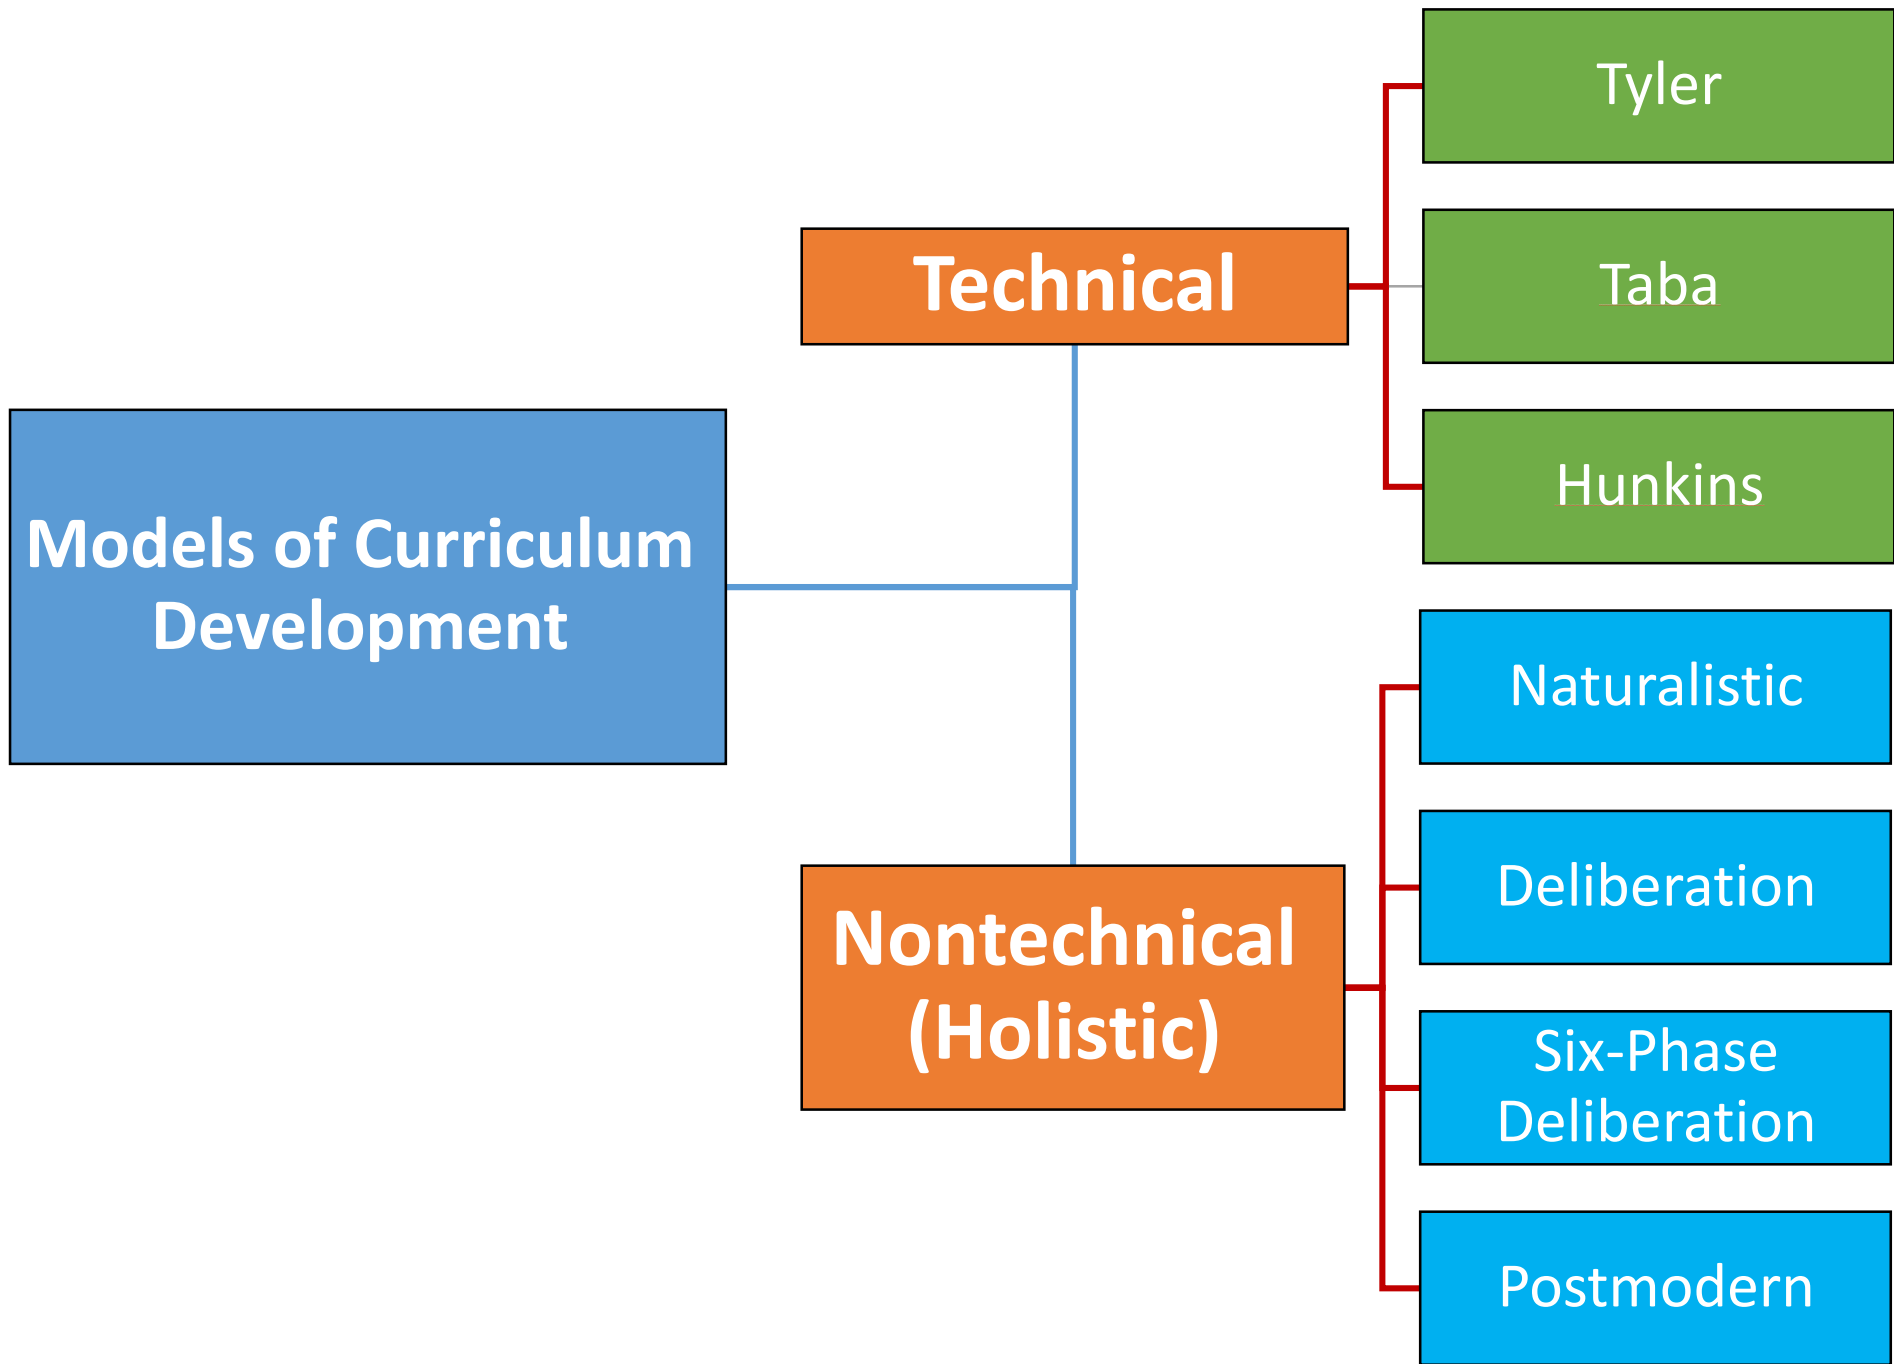 Models of Curriculum
Development
Technical
Tyler
Taba
Hunkins
Nontechnical
(Holistic)
Naturalistic
Deliberation
Six-Phase
Deliberation
Postmodern